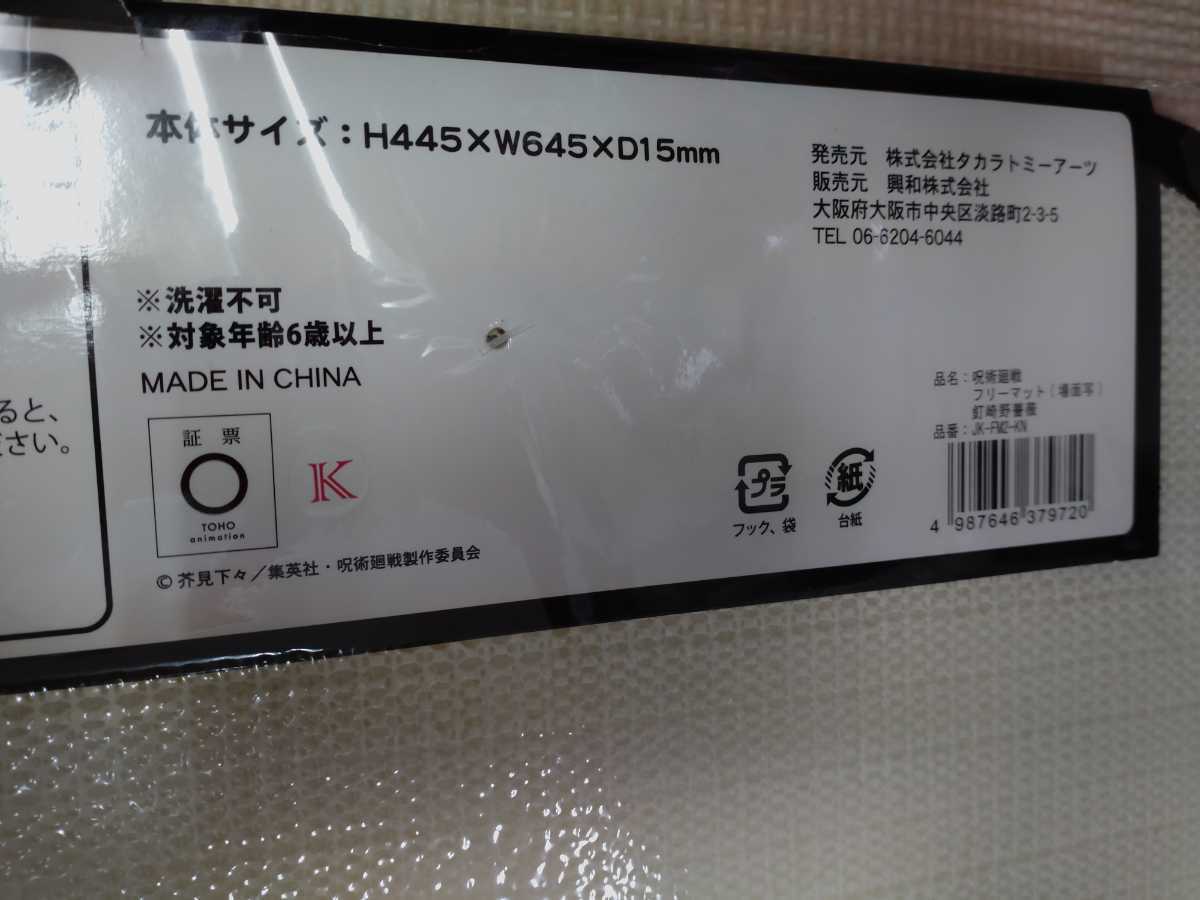 本体サイズ：H445×W645×D15mm
発売元　株式会社タカラトミーアーツ
販売元　興和株式会社
大阪府大阪市中央区淡路町2-3-5
TEL 06-6204-6044
※洗濯不可
※対象年齢6歳以上
MADE IN CHINA
ると、
ださい。
証 票
TOHO
animation
K
© 芥見下々／集英社・呪術廻戦製作委員会
プラ
フック、袋
紙
台紙
品名：呪術廻戦
フリーマット(場面写)
釘崎野薔薇
品番：JK-FM2-KN
4 987646 379720